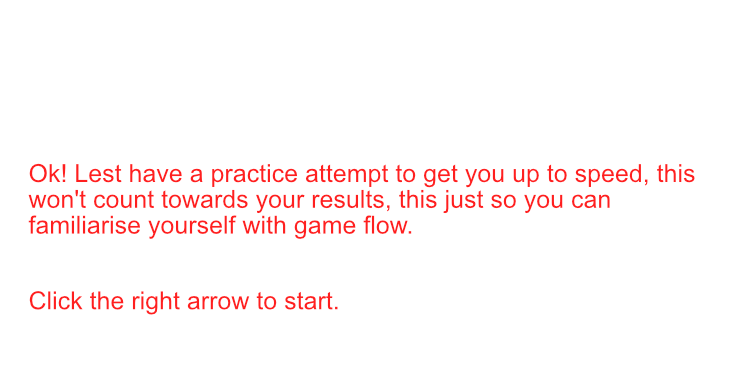 Ok! Lest have a practice attempt to get you up to speed, this
won't count towards your results, this just so you can
familiarise yourself with game flow.
Click the right arrow to start.